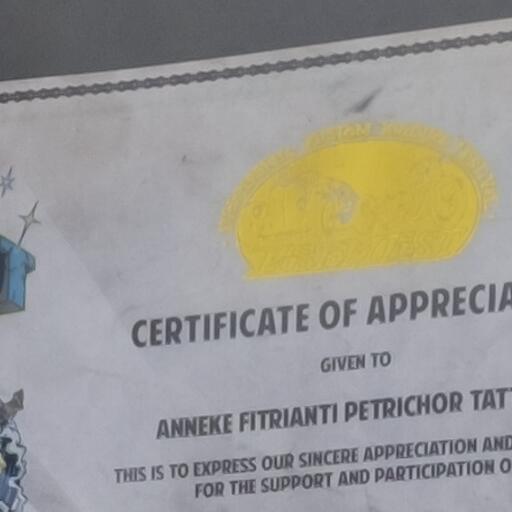 CERTIFICATE OF APPRECIA
GIVEN TO
ANNEKE FITRIANTI PETRICHOR TAT
THIS IS TO EXPRESS OUR SINCERE APPRECIATION AND
FOR THE SUPPORT AND PARTICIPATION O